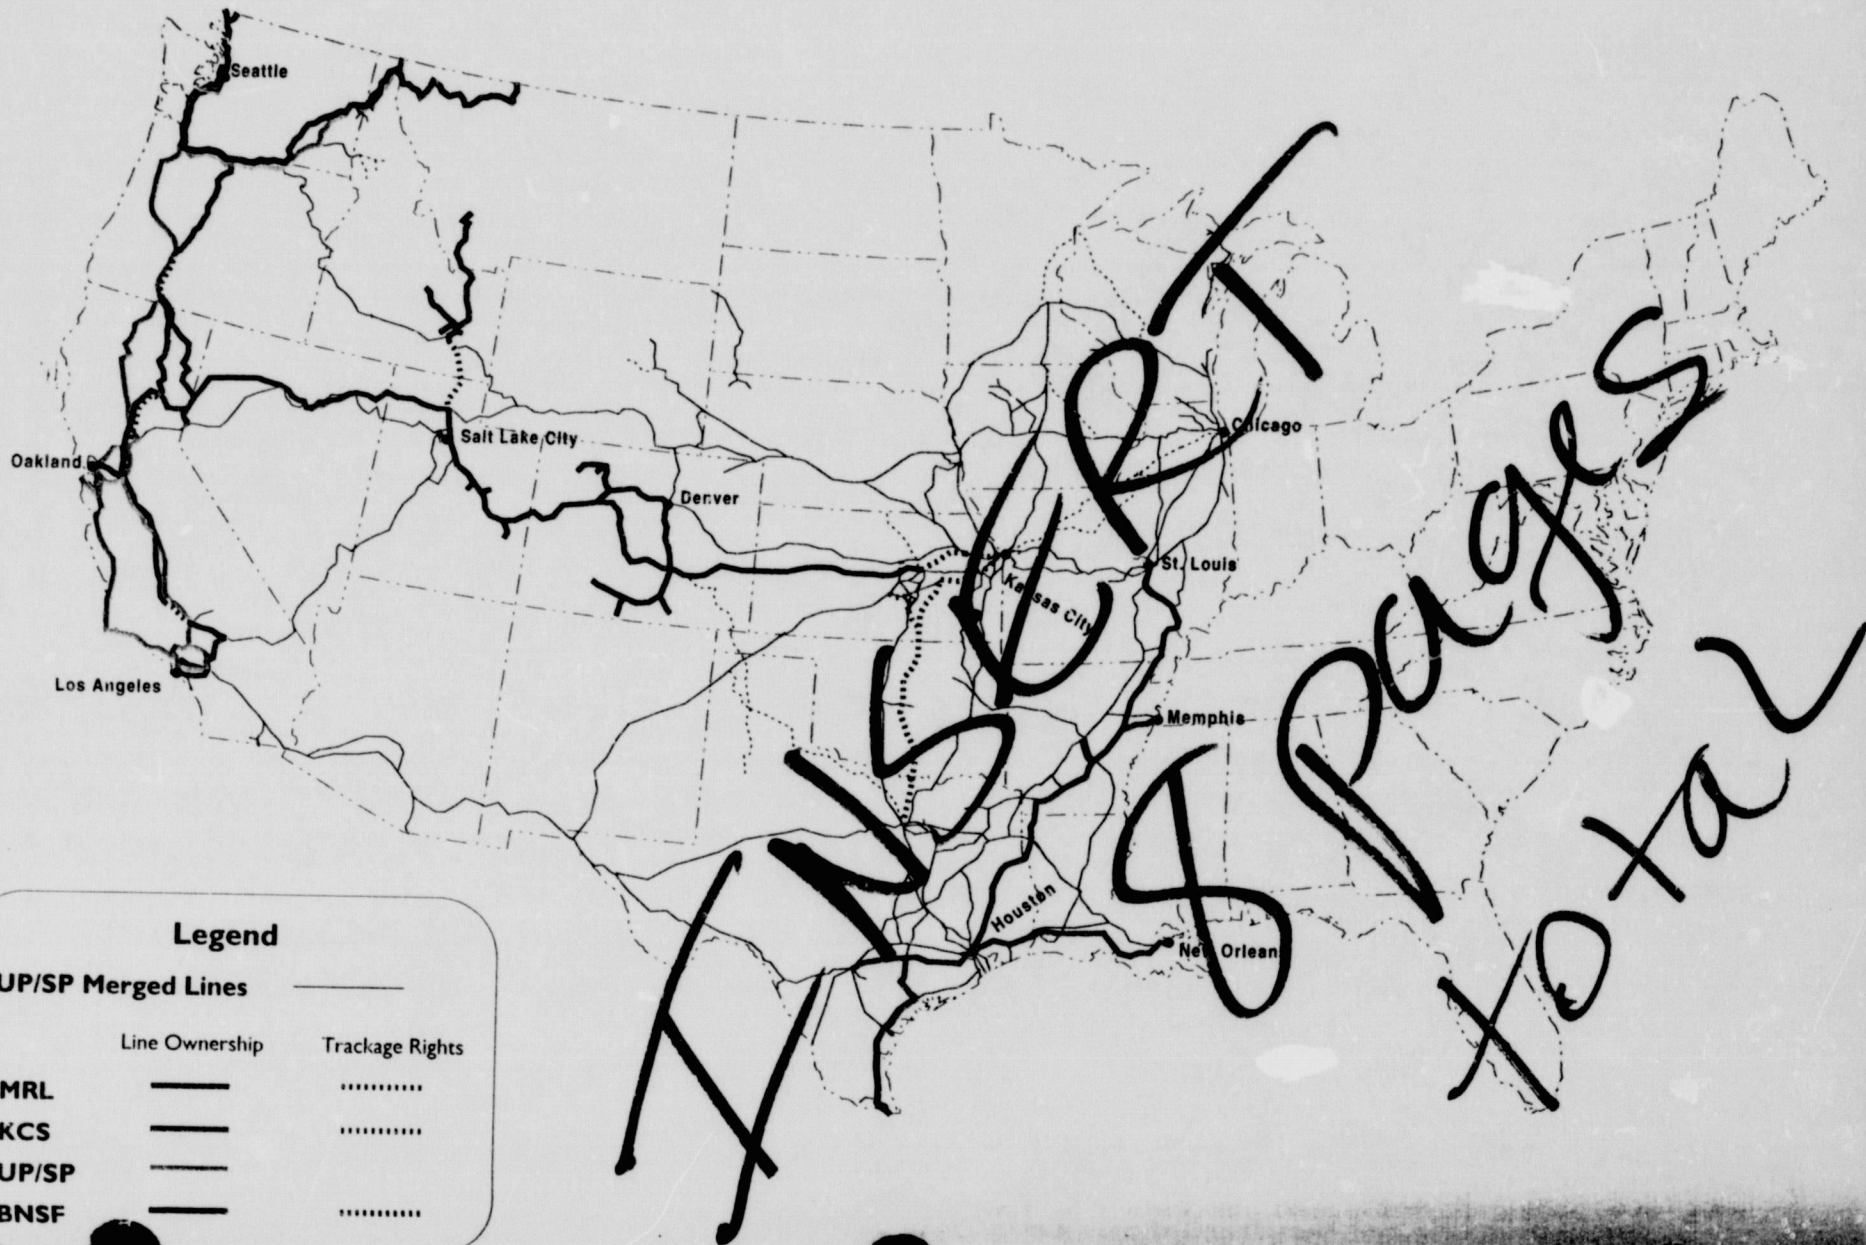 Seattle
Chicago
Salt Lake City
Oakland
Denver
St. Louis
Kansas City
Los Angeles
Memphis
Houston
New Orlean
INSERT
8 Pages
total
Legend
UP/SP Merged Lines
Line Ownership Trackage Rights
MRL
KCS
UP/SP
BNSF